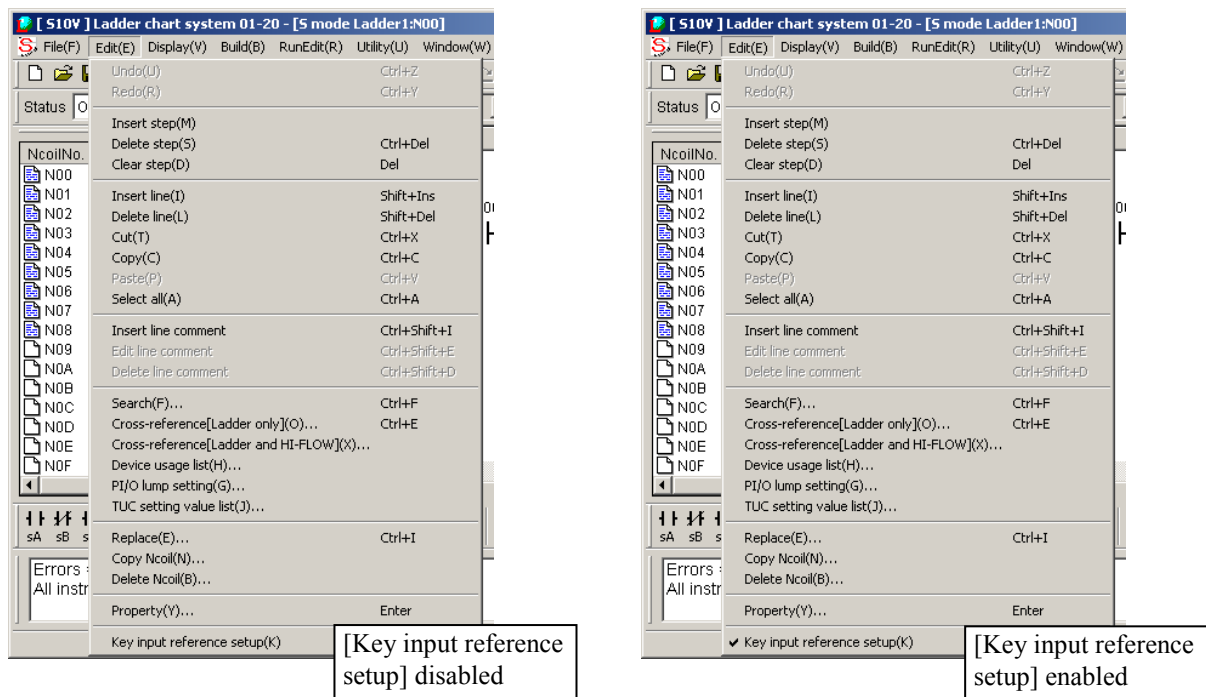 [ S10V ] Ladder chart system 01-20 - [S mode Ladder1:N00]
File(F) Edit(E) Display(V) Build(B) RunEdit(R) Utility(U) Window(W)
Undo(U) Ctrl+Z
Redo(R) Ctrl+Y
Status
Insert step(M)
Delete step(S) Ctrl+Del
Clear step(D) Del
Insert line(I) Shift+Ins
Delete line(L) Shift+Del
Cut(T) Ctrl+X
Copy(C) Ctrl+C
Paste(P) Ctrl+V
Select all(A) Ctrl+A
Insert line comment Ctrl+Shift+I
Edit line comment Ctrl+Shift+E
Delete line comment Ctrl+Shift+D
Search(F)... Ctrl+F
Cross-reference[Ladder only](O)... Ctrl+E
Cross-reference[Ladder and HI-FLOW](X)...
Device usage list(H)...
PI/O lump setting(G)...
TUC setting value list(J)...
Replace(E)... Ctrl+I
Copy Ncoil(N)...
Delete Ncoil(B)...
Property(Y)... Enter
Key input reference setup(K)
NcoilNo.
N00
N01
N02
N03
N04
N05
N06
N07
N08
N09
N0A
N0B
N0C
N0D
N0E
N0F
sA sB
Errors
All instr
[Key input reference
setup] disabled
[ S10V ] Ladder chart system 01-20 - [S mode Ladder1:N00]
File(F) Edit(E) Display(V) Build(B) RunEdit(R) Utility(U) Window(W)
Undo(U) Ctrl+Z
Redo(R) Ctrl+Y
Status
Insert step(M)
Delete step(S) Ctrl+Del
Clear step(D) Del
Insert line(I) Shift+Ins
Delete line(L) Shift+Del
Cut(T) Ctrl+X
Copy(C) Ctrl+C
Paste(P) Ctrl+V
Select all(A) Ctrl+A
Insert line comment Ctrl+Shift+I
Edit line comment Ctrl+Shift+E
Delete line comment Ctrl+Shift+D
Search(F)... Ctrl+F
Cross-reference[Ladder only](O)... Ctrl+E
Cross-reference[Ladder and HI-FLOW](X)...
Device usage list(H)...
PI/O lump setting(G)...
TUC setting value list(J)...
Replace(E)... Ctrl+I
Copy Ncoil(N)...
Delete Ncoil(B)...
Property(Y)... Enter
✔ Key input reference setup(K)
NcoilNo.
N00
N01
N02
N03
N04
N05
N06
N07
N08
N09
N0A
N0B
N0C
N0D
N0E
N0F
sA sB
Errors
All instr
[Key input reference
setup] enabled